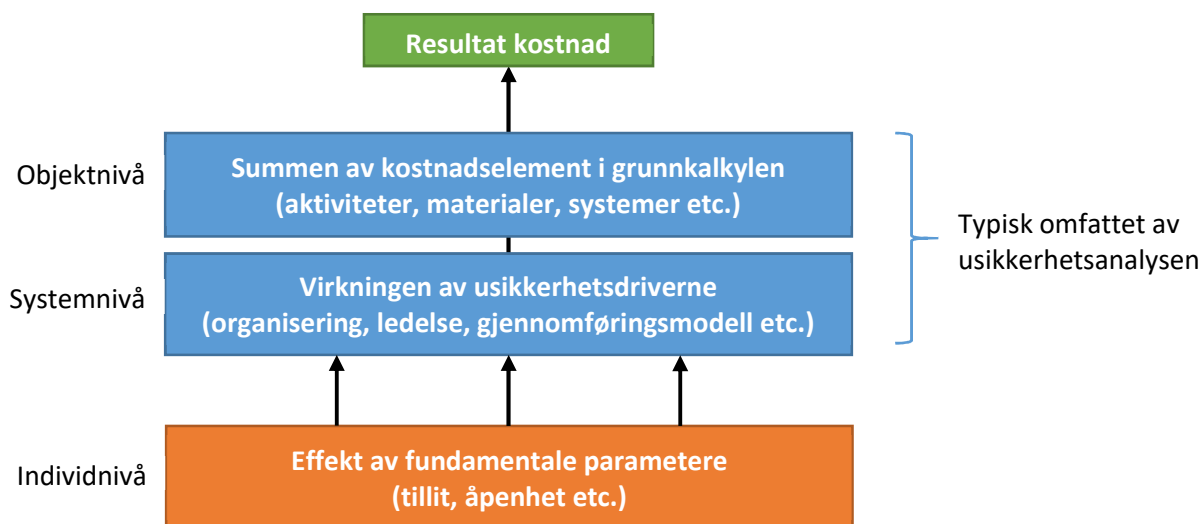 Resultat kostnad
Objektnivå
Summen av kostnadselement i grunnkalkylen
(aktiviteter, materialer, systemer etc.)
Typisk omfattet av
usikkerhetsanalysen
Systemnivå
Virkningen av usikkerhetsdriverne
(organisering, ledelse, gjennomføringsmodell etc.)
Individnivå
Effekt av fundamentale parametere
(tillit, åpenhet etc.)